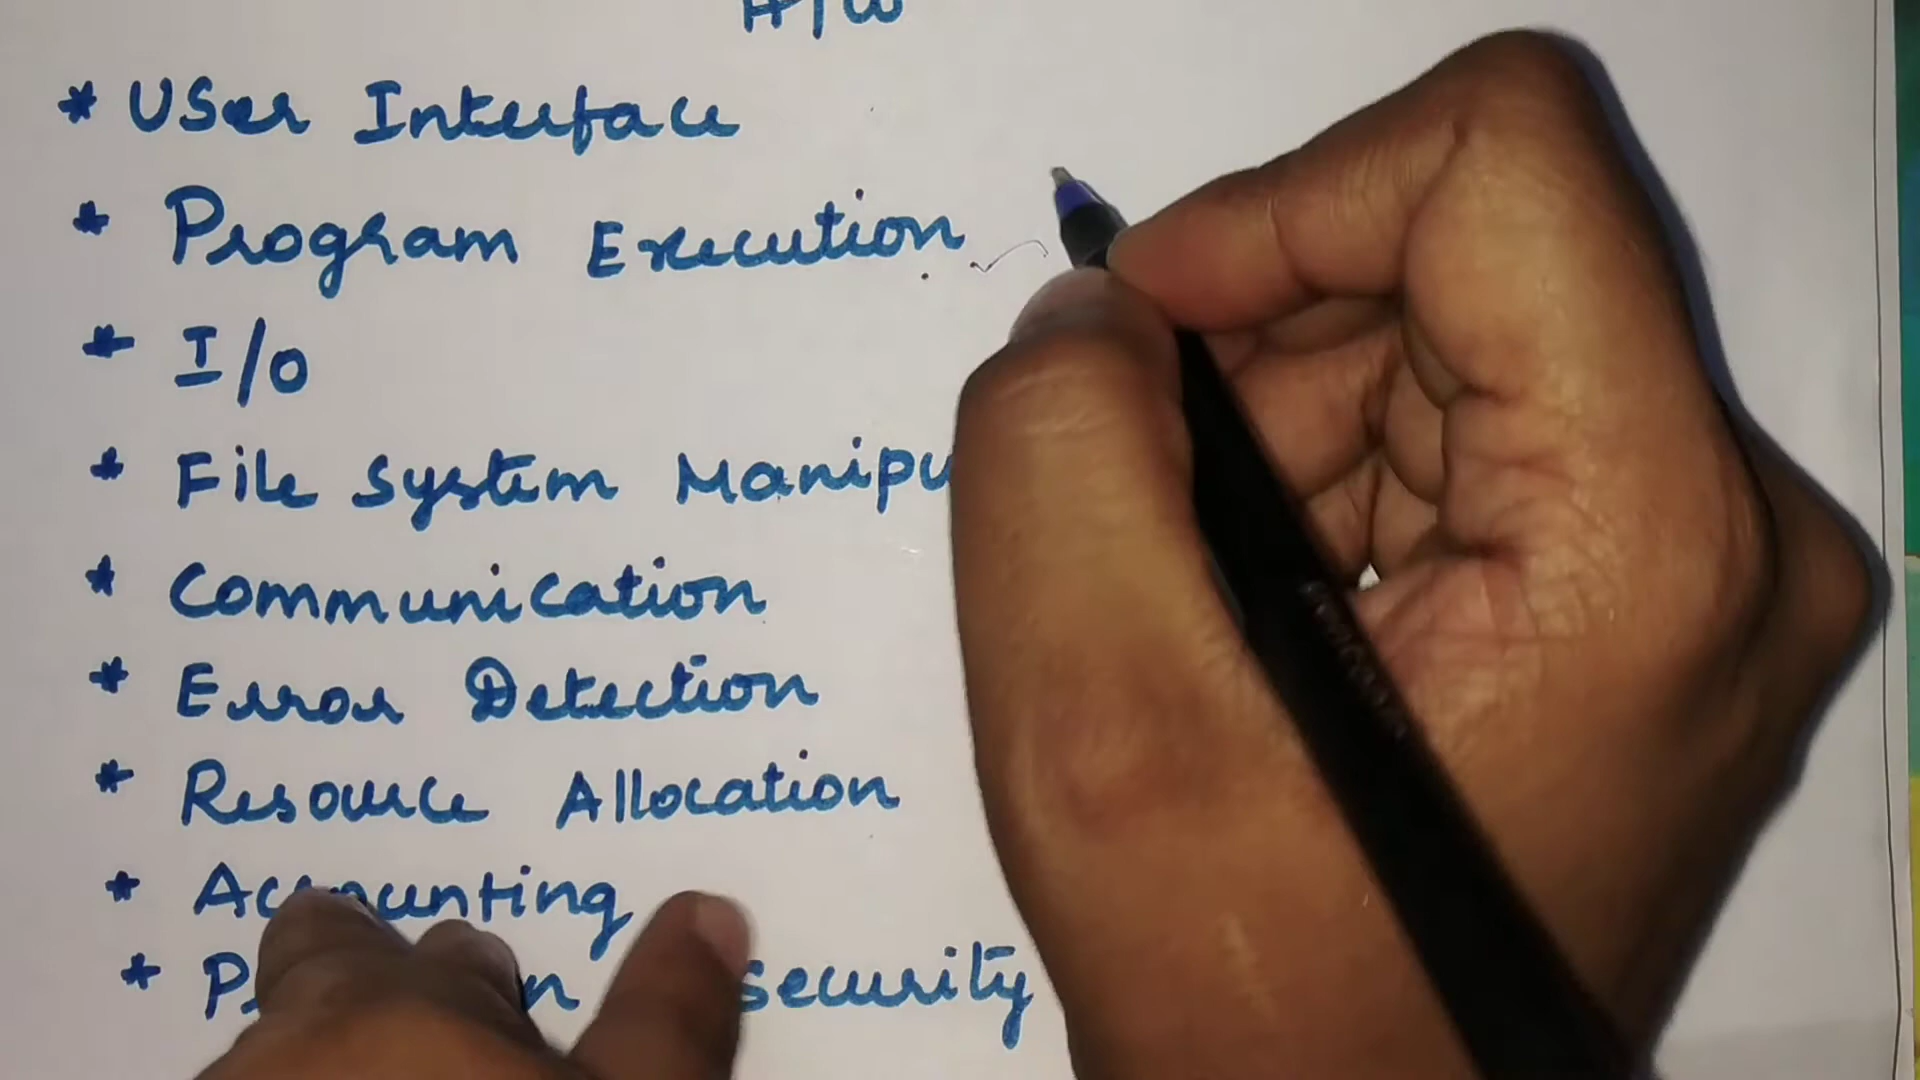 H/W
* User Interface
* Program Execution
* I/O
* File System Manipu
* Communication
* Error Detection
* Resource Allocation
* Accounting
* security